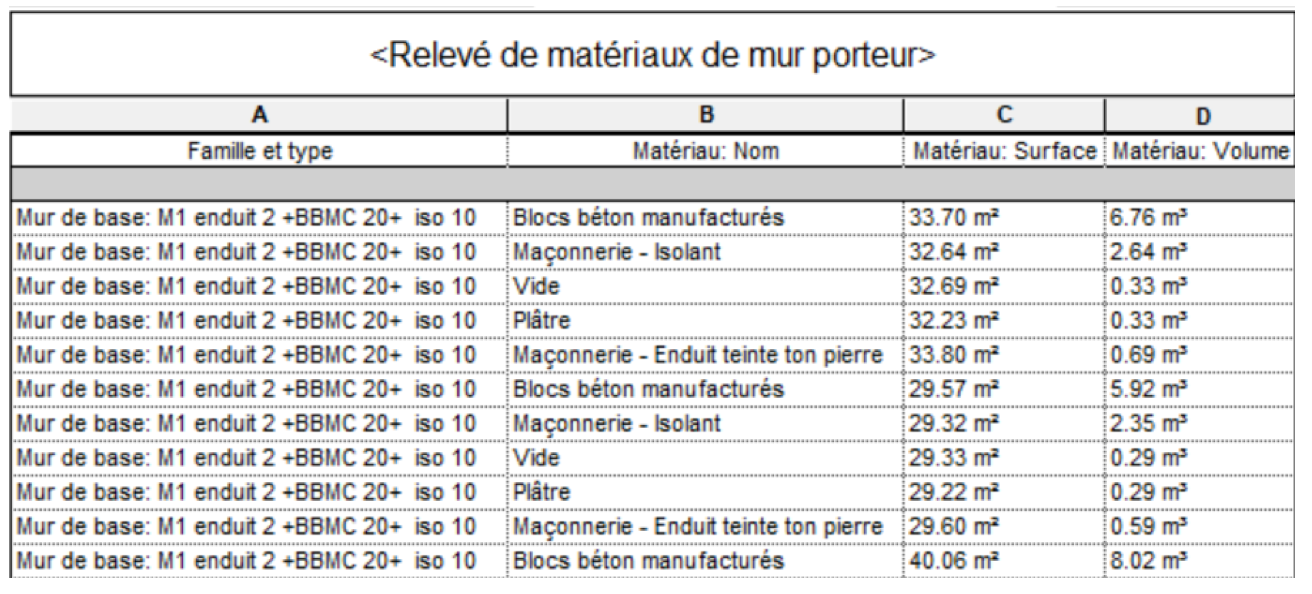 <Relevé de matériaux de mur porteur>
A B C D
Famille et type Matériau: Nom Matériau: Surface Matériau: Volume
Mur de base: M1 enduit 2 +BBMC 20+ iso 10 Blocs béton manufacturés 33.70 m² 6.76 m³
Mur de base: M1 enduit 2 +BBMC 20+ iso 10 Maçonnerie - Isolant 32.64 m² 2.64 m³
Mur de base: M1 enduit 2 +BBMC 20+ iso 10 Vide 32.69 m² 0.33 m³
Mur de base: M1 enduit 2 +BBMC 20+ iso 10 Plâtre 32.23 m² 0.33 m³
Mur de base: M1 enduit 2 +BBMC 20+ iso 10 Maçonnerie - Enduit teinte ton pierre 33.80 m² 0.69 m³
Mur de base: M1 enduit 2 +BBMC 20+ iso 10 Blocs béton manufacturés 29.57 m² 5.92 m³
Mur de base: M1 enduit 2 +BBMC 20+ iso 10 Maçonnerie - Isolant 29.32 m² 2.35 m³
Mur de base: M1 enduit 2 +BBMC 20+ iso 10 Vide 29.33 m² 0.29 m³
Mur de base: M1 enduit 2 +BBMC 20+ iso 10 Plâtre 29.22 m² 0.29 m³
Mur de base: M1 enduit 2 +BBMC 20+ iso 10 Maçonnerie - Enduit teinte ton pierre 29.60 m² 0.59 m³
Mur de base: M1 enduit 2 +BBMC 20+ iso 10 Blocs béton manufacturés 40.06 m² 8.02 m³